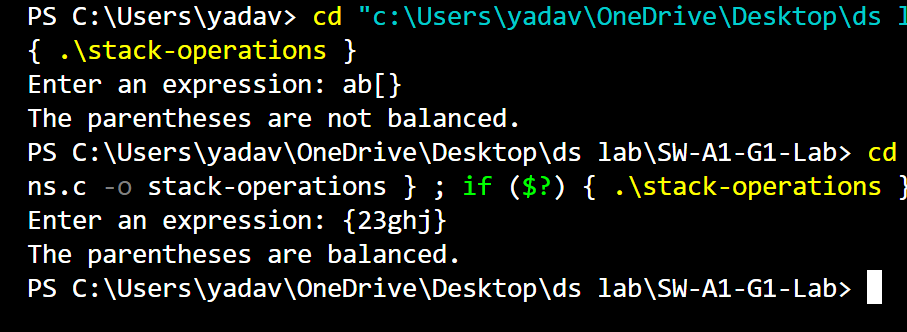 PS C:\Users\yadav> cd "c:\Users\yadav\OneDrive\Desktop\ds l
{ .\stack-operations }
Enter an expression: ab[}
The parentheses are not balanced.
PS C:\Users\yadav\OneDrive\Desktop\ds lab\SW-A1-G1-Lab> cd
ns.c -o stack-operations } ; if ($?) { .\stack-operations }
Enter an expression: {23ghj}
The parentheses are balanced.
PS C:\Users\yadav\OneDrive\Desktop\ds lab\SW-A1-G1-Lab>